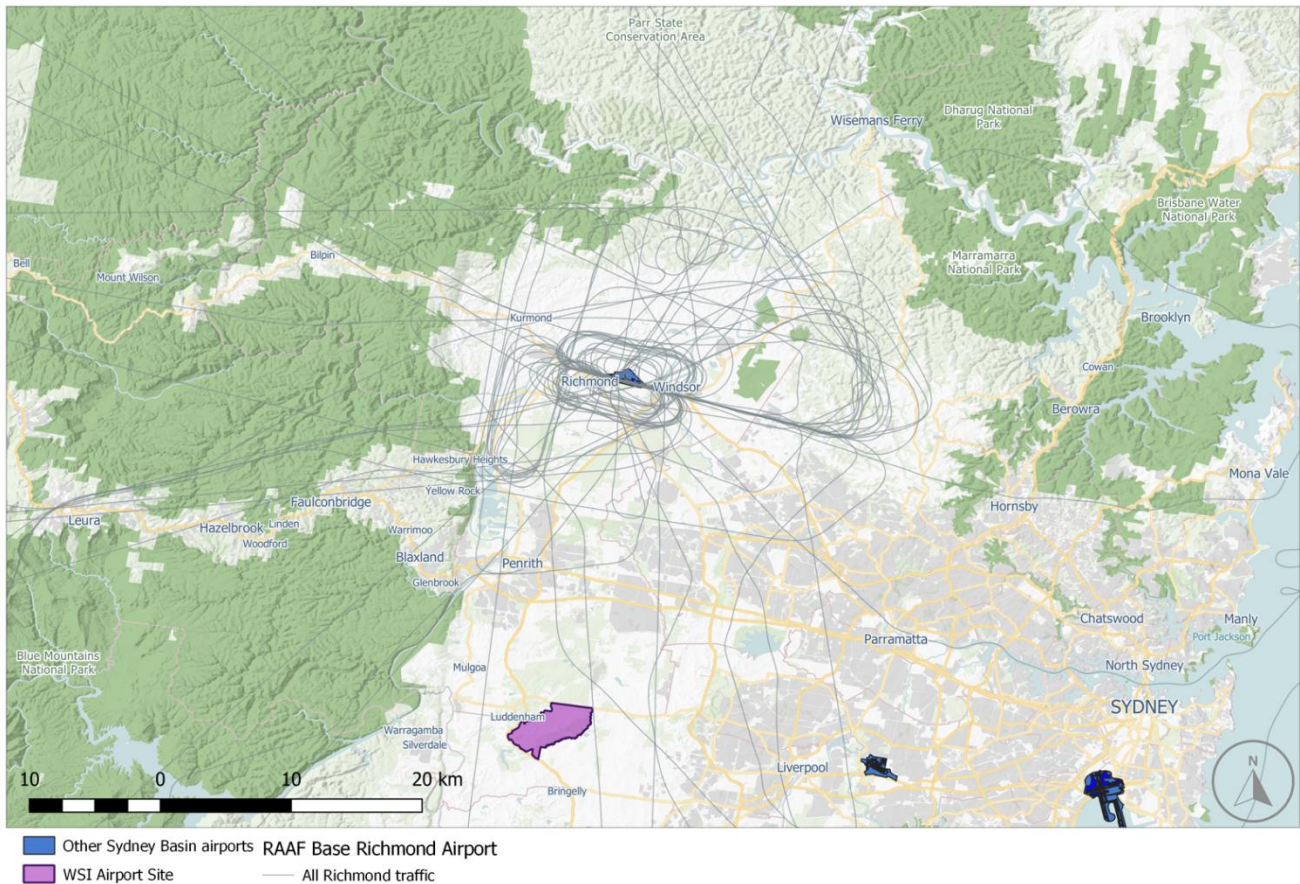 Parr State
Conservation Area
Wisemans Ferry
Dharug National
Park
Brisbane Water
National Park
Bell
Mount Wilson
Bilpin
Marramarra
National Park
Kurmond
Brooklyn
Richmond
Windsor
Cowan
Berowra
Hawkesbury Heights
Yellow Rock
Mona Vale
Leura
Hazelbrook
Linden
Woodford
Faulconbridge
Warrimoo
Hornsby
Blaxland
Glenbrook
Penrith
Chatswood
Manly
Port Jackson
Parramatta
Blue Mountains
National Park
Mulgoa
North Sydney
SYDNEY
Luddenham
Warragamba
Silverdale
Liverpool
Bringelly
N
10 0 10 20 km
Other Sydney Basin airports
WSI Airport Site
RAAF Base Richmond Airport
All Richmond traffic